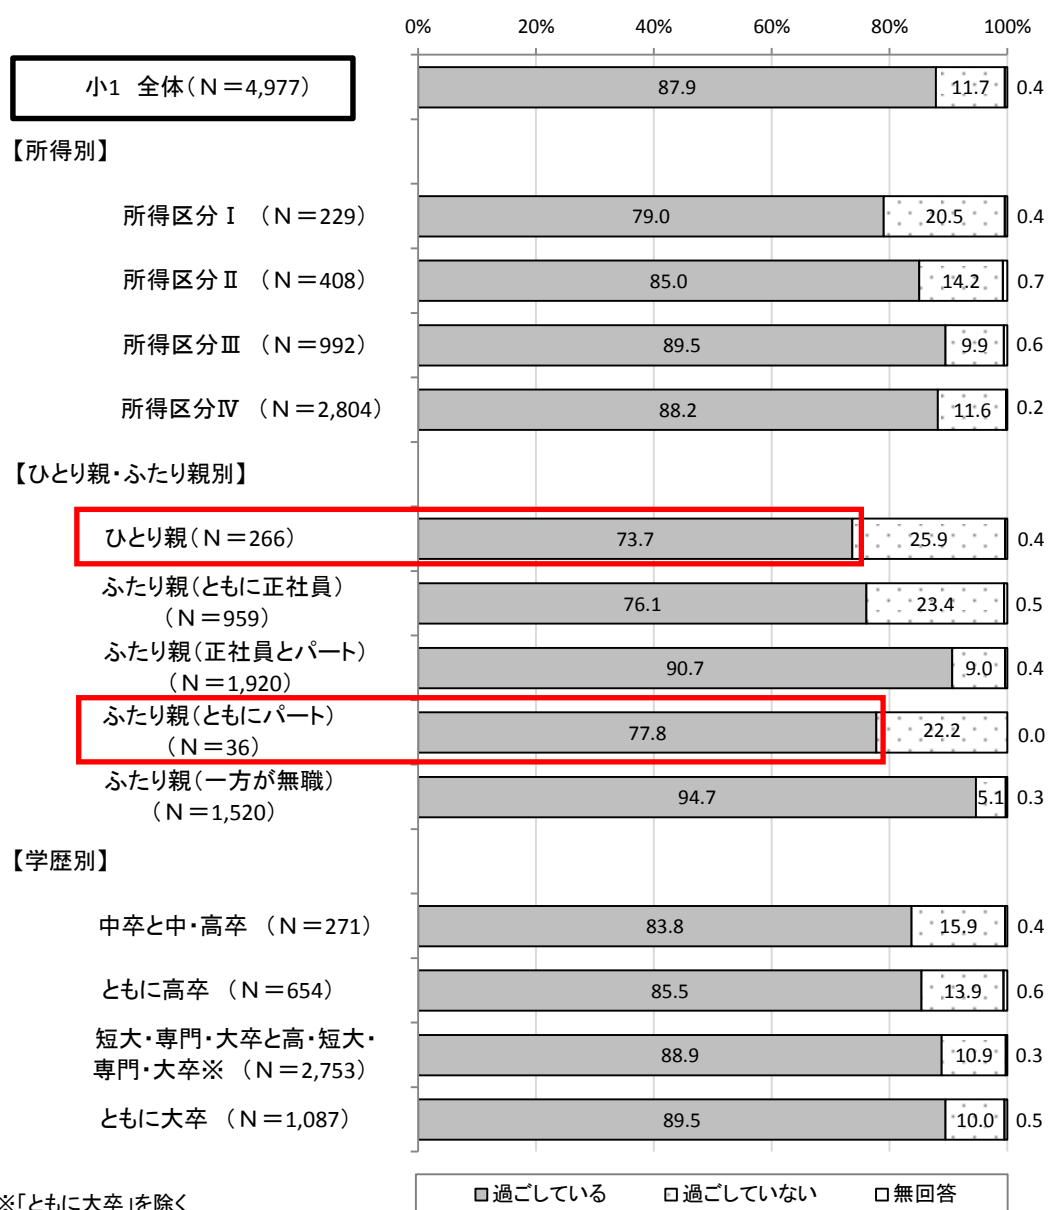 0% 20% 40% 60% 80% 100%
小1 全体(N=4,977) 87.9 11.7 0.4
【所得別】
所得区分Ⅰ (N=229) 79.0 20.5 0.4
所得区分Ⅱ (N=408) 85.0 14.2 0.7
所得区分Ⅲ (N=992) 89.5 9.9 0.6
所得区分Ⅳ (N=2,804) 88.2 11.6 0.2
【ひとり親・ふたり親別】
ひとり親(N=266) 73.7 25.9 0.4
ふたり親(ともに正社員)
(N=959) 76.1 23.4 0.5
ふたり親(正社員とパート)
(N=1,920) 90.7 9.0 0.4
ふたり親(ともにパート)
(N=36) 77.8 22.2 0.0
ふたり親(一方が無職)
(N=1,520) 94.7 5.1 0.3
【学歴別】
中卒と中・高卒 (N=271) 83.8 15.9 0.4
ともに高卒 (N=654) 85.5 13.9 0.6
短大・専門・大卒と高・短大・
専門・大卒※ (N=2,753) 88.9 10.9 0.3
ともに大卒 (N=1,087) 89.5 10.0 0.5
過ごしている 過ごしていない 無回答
※「ともに大卒」を除く